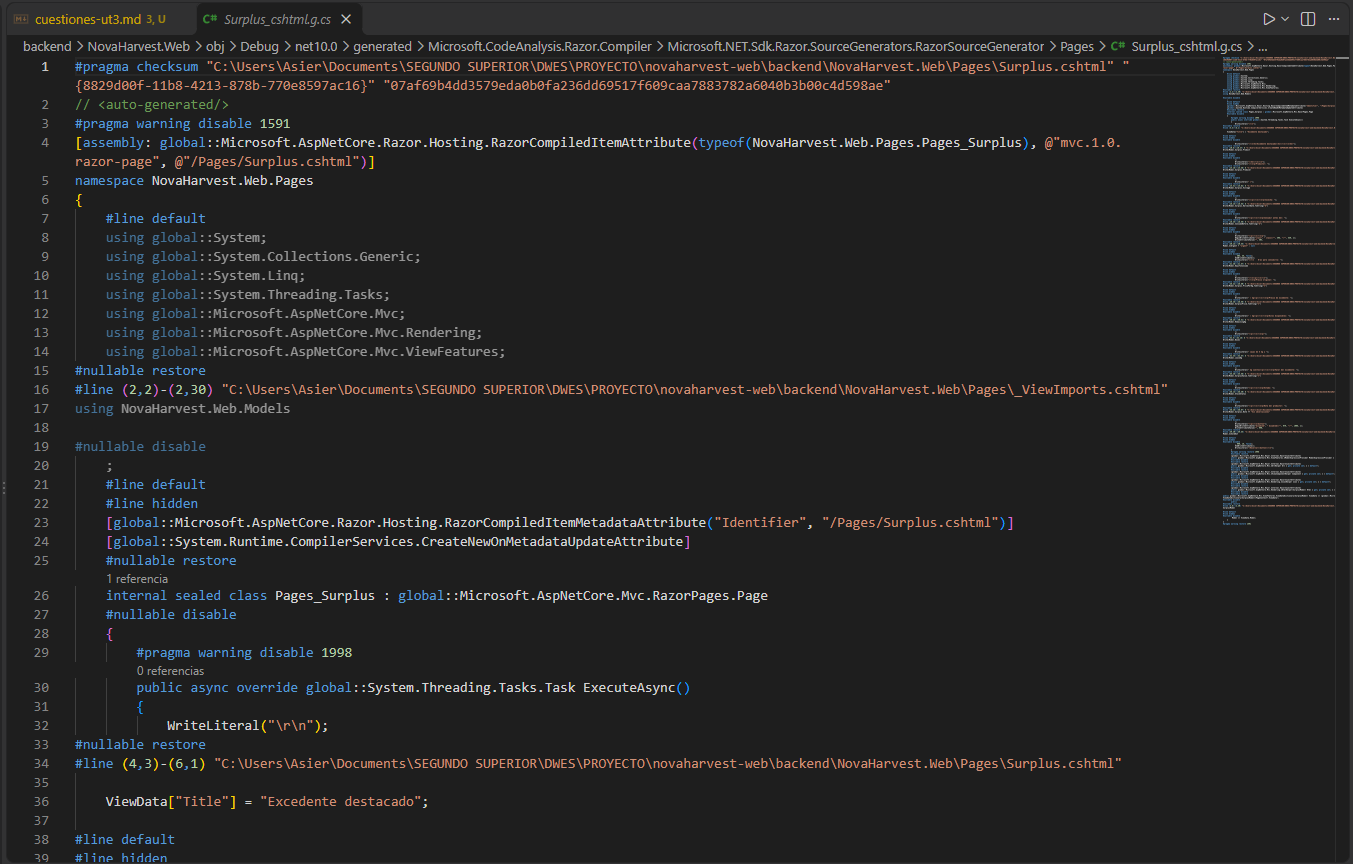 cuestiones-ut3.md 3, U
C# Surplus_cshtml.g.cs
backend > NovaHarvest.Web > obj > Debug > net10.0 > generated > Microsoft.CodeAnalysis.Razor.Compiler > Microsoft.NET.Sdk.Razor.SourceGenerators.RazorSourceGenerator > Pages > C# Surplus_cshtml.g.cs > ...
1 #pragma checksum "C:\Users\Asier\Documents\SEGUNDO SUPERIOR\DWES\PROYECTO\novaharvest-web\backend\NovaHarvest.Web\Pages\Surplus.cshtml" "
{8829d00f-11b8-4213-878b-770e8597ac16}" "07af69b4dd3579eda0b0fa236dd69517f609caa7883782a6040b3b00c4d598ae"
2 // <auto-generated/>
3 #pragma warning disable 1591
4 [assembly: global::Microsoft.AspNetCore.Razor.Hosting.RazorCompiledItemAttribute(typeof(NovaHarvest.Web.Pages.Pages_Surplus), @"mvc.1.0.
razor-page", @"/Pages/Surplus.cshtml")]
5 namespace NovaHarvest.Web.Pages
6 {
7 #line default
8 using global::System;
9 using global::System.Collections.Generic;
10 using global::System.Linq;
11 using global::System.Threading.Tasks;
12 using global::Microsoft.AspNetCore.Mvc;
13 using global::Microsoft.AspNetCore.Mvc.Rendering;
14 using global::Microsoft.AspNetCore.Mvc.ViewFeatures;
15 #nullable restore
16 #line (2,2)-(2,30) "C:\Users\Asier\Documents\SEGUNDO SUPERIOR\DWES\PROYECTO\novaharvest-web\backend\NovaHarvest.Web\Pages\_ViewImports.cshtml"
17 using NovaHarvest.Web.Models
18
19 #nullable disable
20 ;
21 #line default
22 #line hidden
23 [global::Microsoft.AspNetCore.Razor.Hosting.RazorCompiledItemMetadataAttribute("Identifier", "/Pages/Surplus.cshtml")]
24 [global::System.Runtime.CompilerServices.CreateNewOnMetadataUpdateAttribute]
25 #nullable restore
1 referencia
26 internal sealed class Pages_Surplus : global::Microsoft.AspNetCore.Mvc.RazorPages.Page
27 #nullable disable
28 {
29 #pragma warning disable 1998
0 referencias
30 public async override global::System.Threading.Tasks.Task ExecuteAsync()
31 {
32 WriteLiteral("\r\n");
33 #nullable restore
34 #line (4,3)-(6,1) "C:\Users\Asier\Documents\SEGUNDO SUPERIOR\DWES\PROYECTO\novaharvest-web\backend\NovaHarvest.Web\Pages\Surplus.cshtml"
35
36 ViewData["Title"] = "Excedente destacado";
37
38 #line default
39 #line hidden